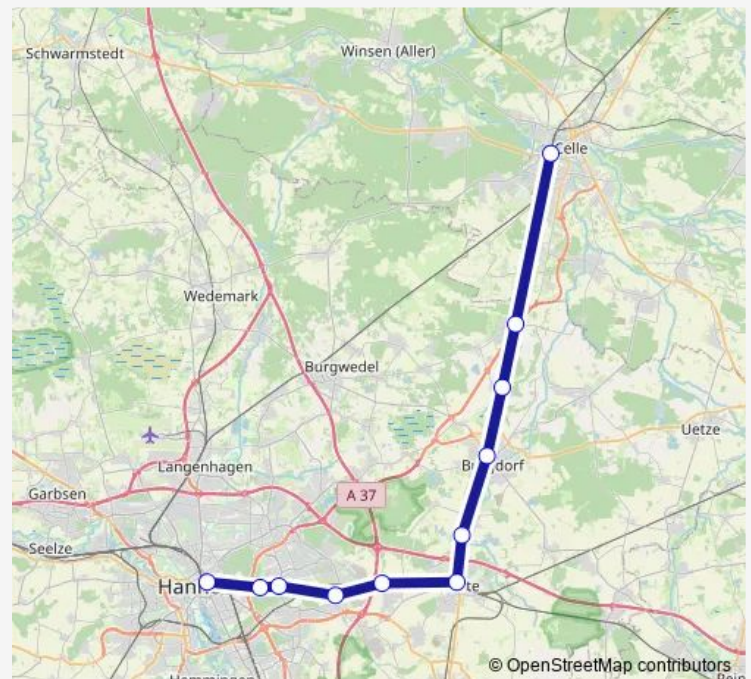 Schwarmstedt
Winsen (Aller)
Celle
Wedemark
Burgwedel
Uetze
Langenhagen
Garbsen
A 37
Seelze
© OpenStreetMap contributors